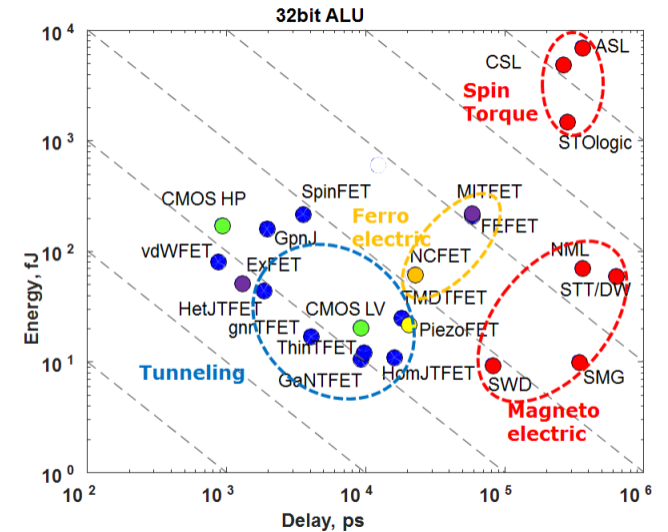 32bit ALU
10 4
ASL
CSL
Spin
Torque
10 3
STOlogic
CMOS HP
SpinFET
MITFET
Ferro
electric
FEFET
GpnJ
10 2
vdWFET
ExFET
NCFET
NML
STT/DW
HetJTFET
CMOS LV
TMDTFET
gnrTFET
PiezoFET
ThinTFET
10 1
Tunneling
GaNTFET
HomJTFET
SWD
SMG
Magneto
electric
10 0
10 2
10 3
10 4
10 5
10 6
Energy, fJ
Delay, ps